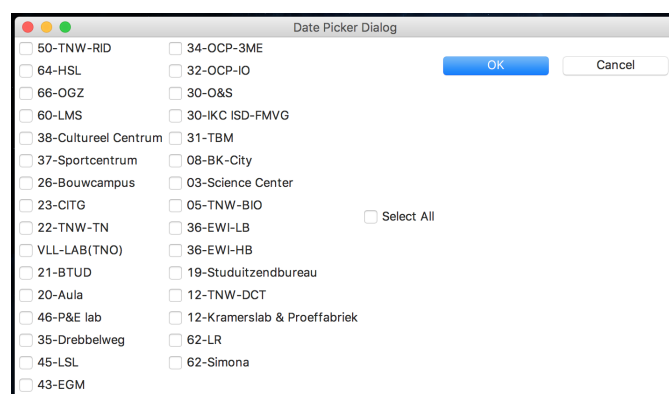 Date Picker Dialog
50-TNW-RID
64-HSL
66-OGZ
60-LMS
38-Cultureel Centrum
37-Sportcentrum
26-Bouwcampus
23-CITG
22-TNW-TN
VLL-LAB(TNO)
21-BTUD
20-Aula
46-P&E lab
35-Drebbelweg
45-LSL
43-EGM
34-OCP-3ME
32-OCP-IO
30-O&S
30-IKC ISD-FMVG
31-TBM
08-BK-City
03-Science Center
05-TNW-BIO
36-EWI-LB
36-EWI-HB
19-Studuitzendbureau
12-TNW-DCT
12-Kramerslab & Proeffabriek
62-LR
62-Simona
Select All
OK
Cancel